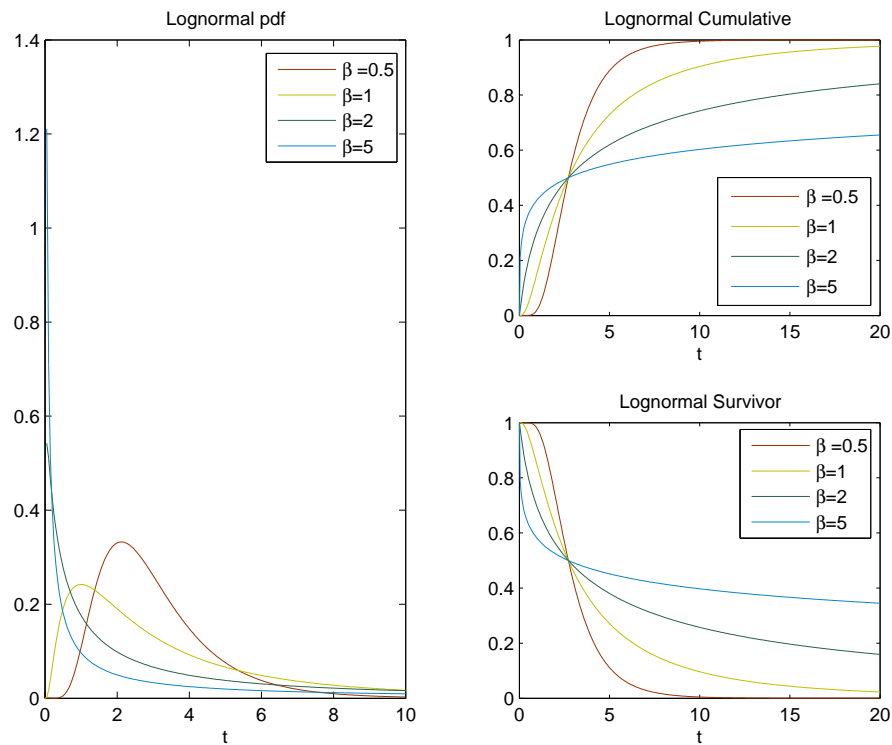 Lognormal pdf
1.4
1.2
1
0.8
0.6
0.4
0.2
0
0 2 4 6 8 10
t
β =0.5
β=1
β=2
β=5
Lognormal Cumulative
1
0.8
0.6
0.4
0.2
0
0 5 10 15 20
t
β =0.5
β=1
β=2
β=5
Lognormal Survivor
1
0.8
0.6
0.4
0.2
0
0 5 10 15 20
t
β =0.5
β=1
β=2
β=5